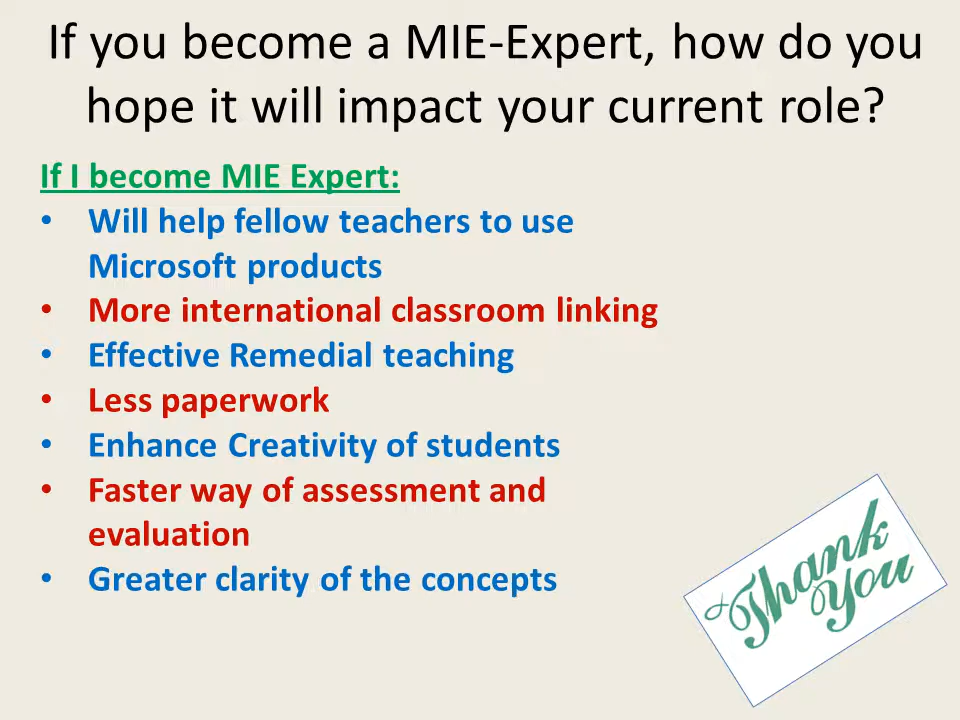 If you become a MIE-Expert, how do you
hope it will impact your current role?
If I become MIE Expert:
• Will help fellow teachers to use
Microsoft products
• More international classroom linking
• Effective Remedial teaching
• Less paperwork
• Enhance Creativity of students
• Faster way of assessment and
evaluation
• Greater clarity of the concepts
Thank
You